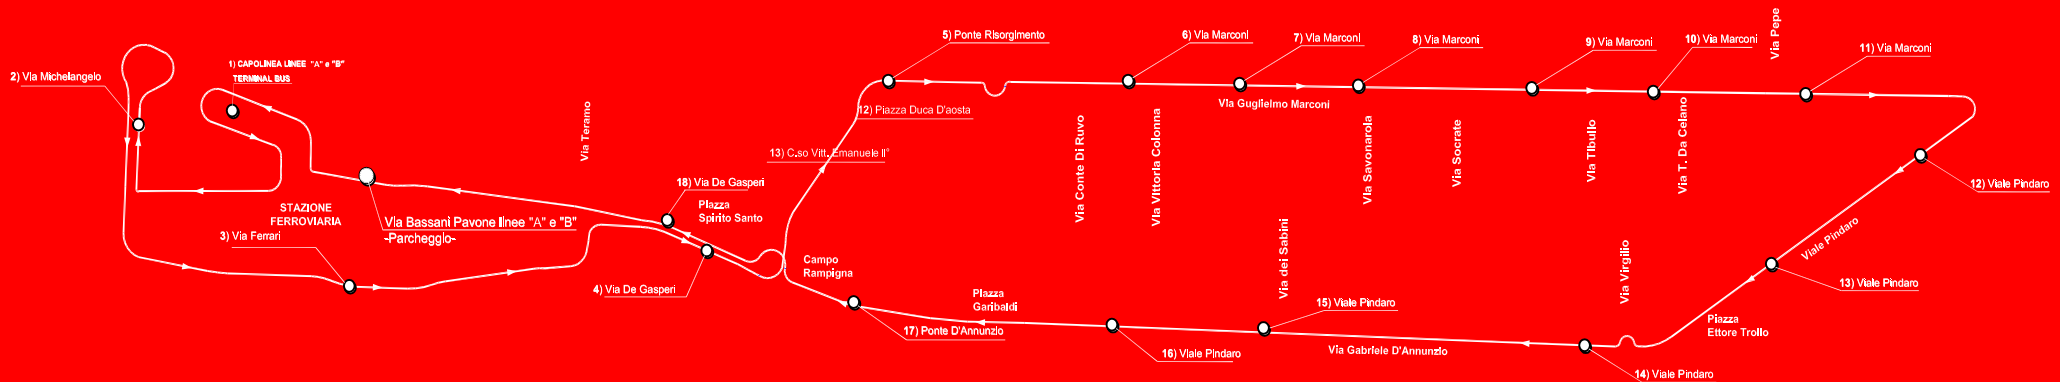 2) Via Michelangelo
1) CAPOLINEA LINEE "A" e "B"
TERMINAL BUS
STAZIONE
FERROVIARIA
3) Via Ferrari
Via Bassani Pavone linee "A" e "B"
-Parcheggio-
Via Teramo
18) Via De Gasperi
Piazza
Spirito Santo
4) Via De Gasperi
Campo
Rampigna
5) Ponte Risorgimento
12) Piazza Duca D'aosta
13) C.so Vitt. Emanuele II°
6) Via Marconi
7) Via Marconi
8) Via Marconi
9) Via Marconi
10) Via Marconi
Via Pepe
11) Via Marconi
Via Guglielmo Marconi
Via Conte Di Ruvo
Via Vittoria Colonna
Via Savonarola
Via Socrate
Via Tibullo
Via T. Da Celano
12) Viale Pindaro
Viale Pindaro
13) Viale Pindaro
Piazza
Ettore Trollo
Via Virgilio
14) Viale Pindaro
Via Gabriele D'Annunzio
Via dei Sabini
15) Viale Pindaro
16) Viale Pindaro
Piazza
Garibaldi
17) Ponte D'Annunzio